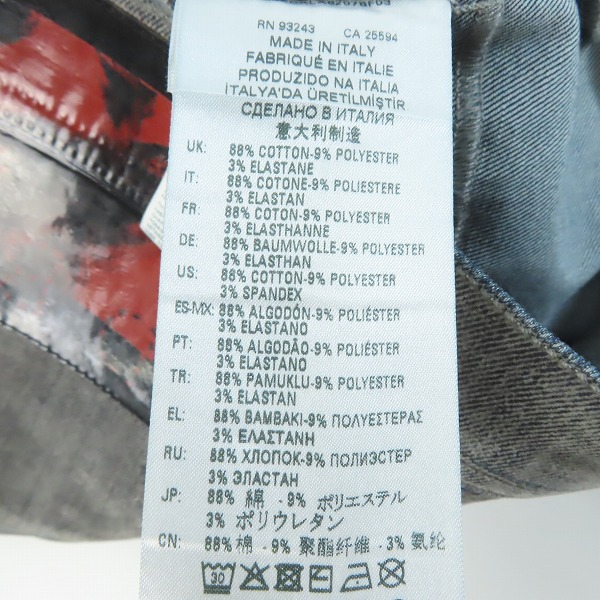 RN 93243 CA 25594
MADE IN ITALY
FABRIQUÉ EN ITALIE
PRODUZIDO NA ITALIA
İTALYA'DA ÜRETİLMİŞTİR
СДЕЛАНО В ИТАЛИЯ
意大利制造
UK: 88% COTTON-9% POLYESTER
3% ELASTANE
IT: 88% COTONE-9% POLIESTERE
3% ELASTAN
FR: 88% COTON-9% POLYESTER
3% ELASTHANNE
DE: 88% BAUMWOLLE-9% POLYESTER
3% ELASTHAN
US: 88% COTTON-9% POLYESTER
3% SPANDEX
ES-MX: 88% ALGODÓN-9% POLIÉSTER
3% ELASTANO
PT: 88% ALGODÃO-9% POLIÉSTER
3% ELASTANO
TR: 88% PAMUKLU-9% POLYESTER
3% ELASTAN
EL: 88% ΒΑΜΒΑΚΙ-9% ΠΟΛΥΕΣΤΕΡΑΣ
3% ΕΛΑΣΤΑΝΗ
RU: 88% ХЛОПОК-9% ПОЛИЭСТЕР
3% ЭЛАСТАН
JP: 88% 綿 -9% ポリエステル
3% ポリウレタン
CN: 88% 棉 -9% 聚酯纤维 -3% 氨纶
30